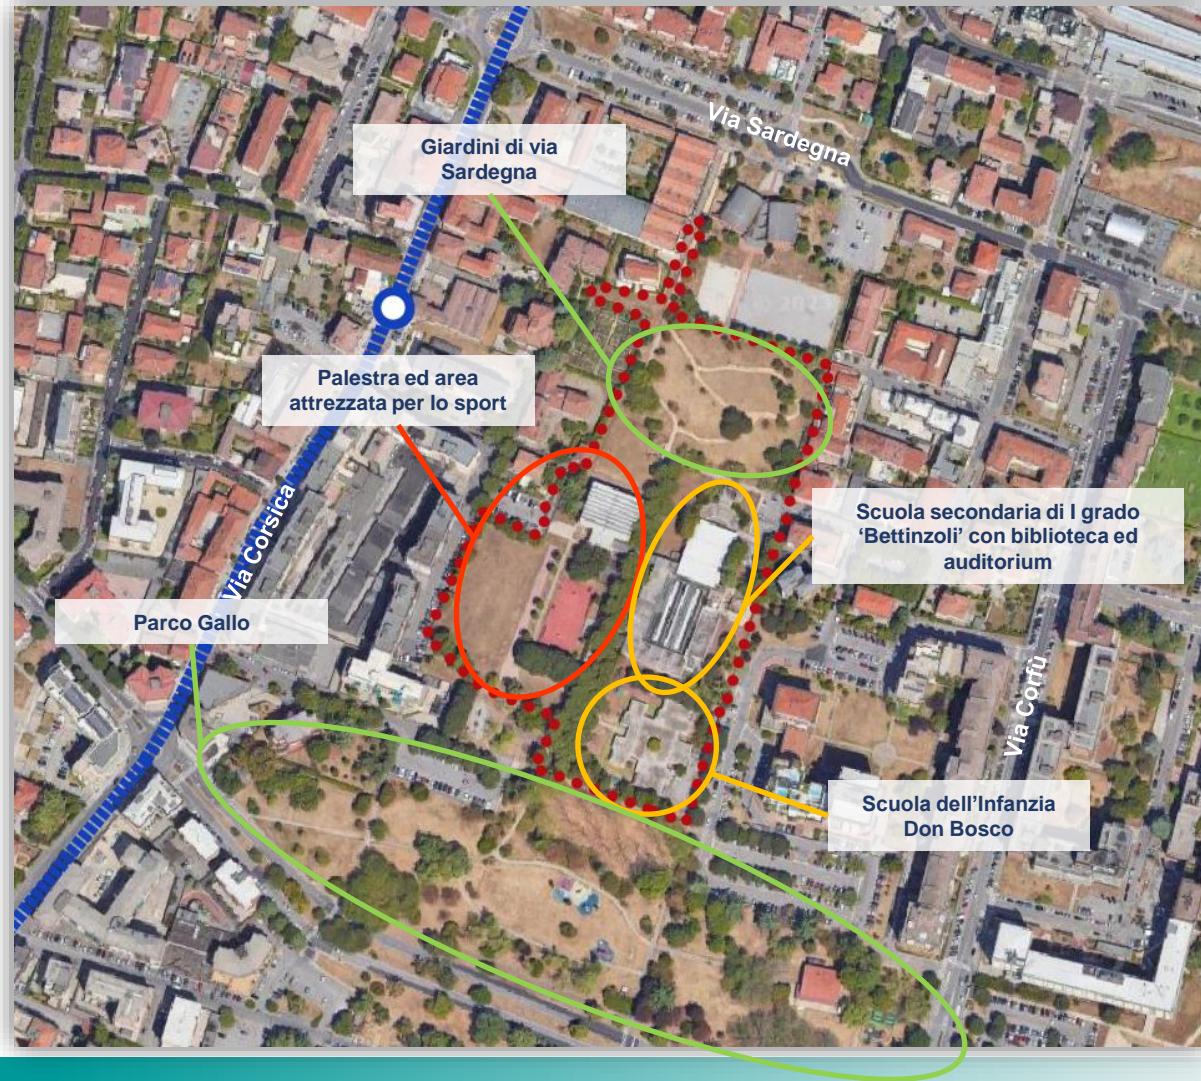 Via Sardegna
Giardini di via
Sardegna
Palestra ed area
attrezzata per lo sport
Via Corsica
Scuola secondaria di I grado
‘Bettinzoli’ con biblioteca ed
auditorium
Parco Gallo
Via Corfù
Scuola dell’Infanzia
Don Bosco